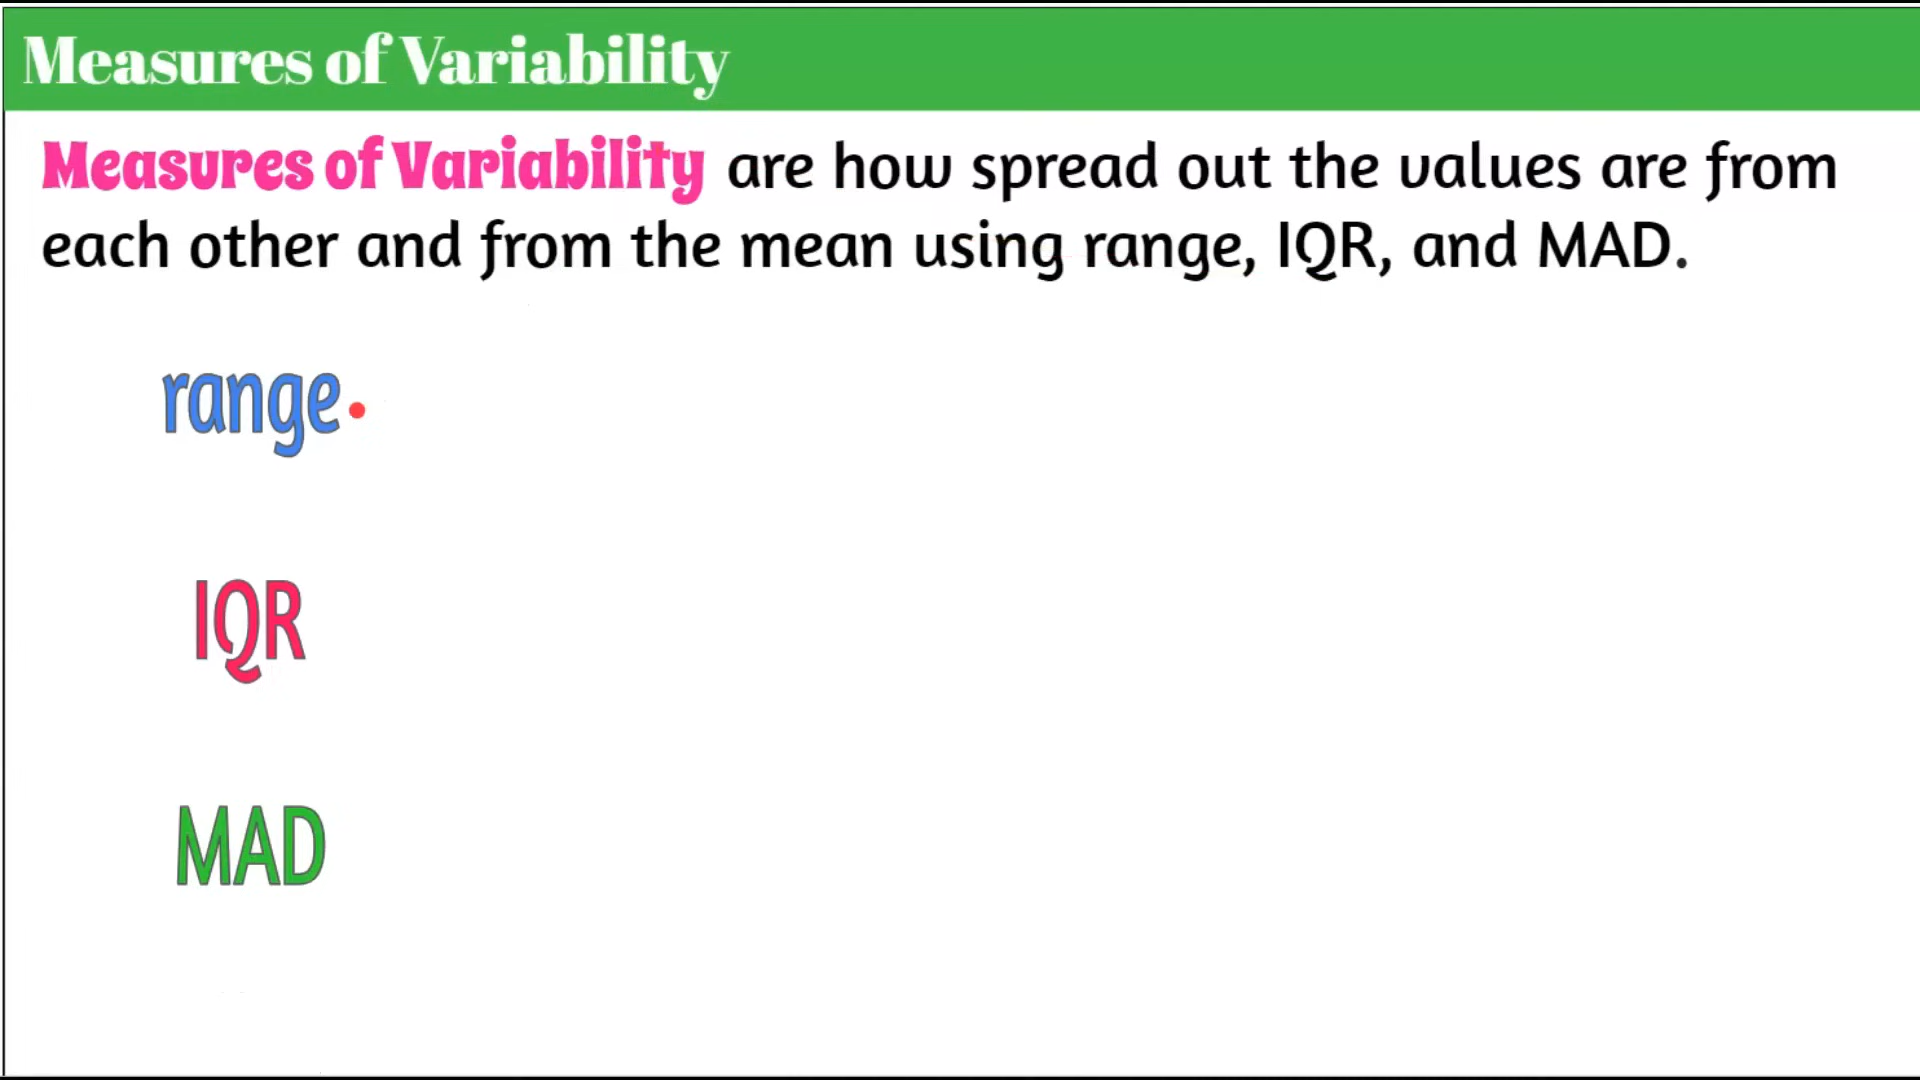 Measures of Variability
Measures of Variability are how spread out the values are from
each other and from the mean using range, IQR, and MAD.
range
IQR
MAD